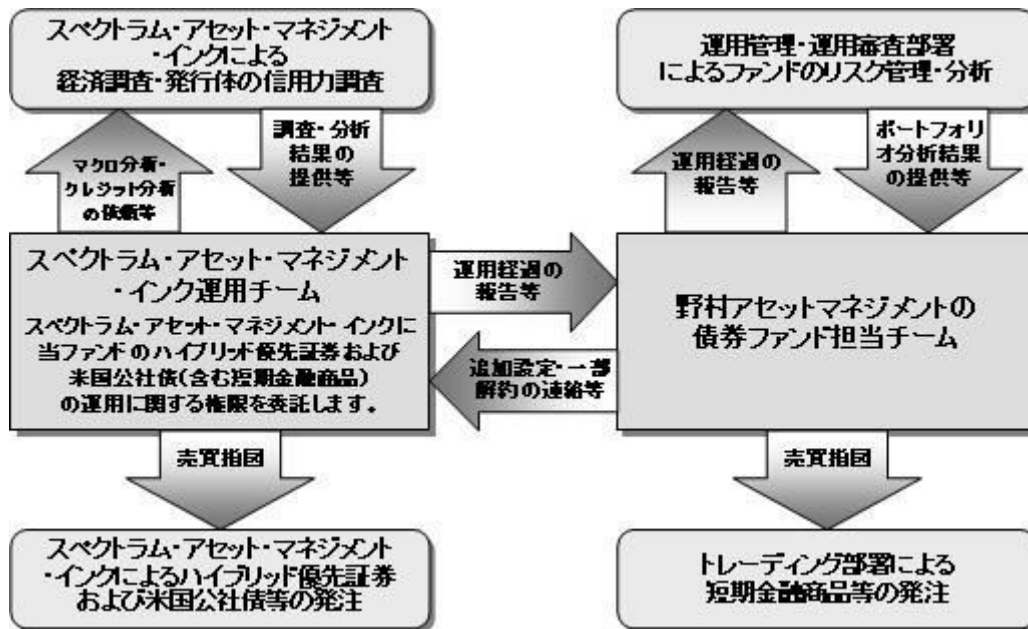 スペクトラム・アセット・マネジメント
・インクによる
経済調査・発行体の信用力調査
運用管理・運用審査部署
によるファンドのリスク管理・分析
マクロ分析・
クレジット分析
の依頼等
調査・分析
結果の
提供等
運用経過の
報告等
ポートフォリ
オ分析結果
の提供等
スペクトラム・アセット・マネジメント
・インク運用チーム
スペクトラム・アセット・マネジメント・インクに
当ファンドのハイブリッド優先証券および
米国公社債(含む短期金融商品)
の運用に関する権限を委託します。
運用経過の
報告等
追加設定・一部
解約の連絡等
野村アセットマネジメントの
債券ファンド担当チーム
売買指図
売買指図
スペクトラム・アセット・マネジメント
・インクによるハイブリッド優先証券
および米国公社債等の発注
トレーディング部署による
短期金融商品等の発注